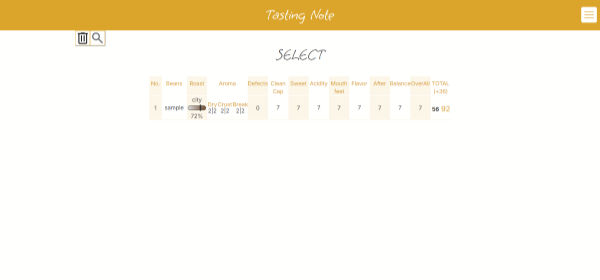 Tasting Note
SELECT
No. Beans Roast Aroma Defects Clean Cap Sweet Acidity Mouth feel Flavor After Balance OverAll TOTAL (+36)
1 sample city 72% Dry 2|2 Crust 2|2 Break 2|2 0 7 7 7 7 7 7 7 7 56 92